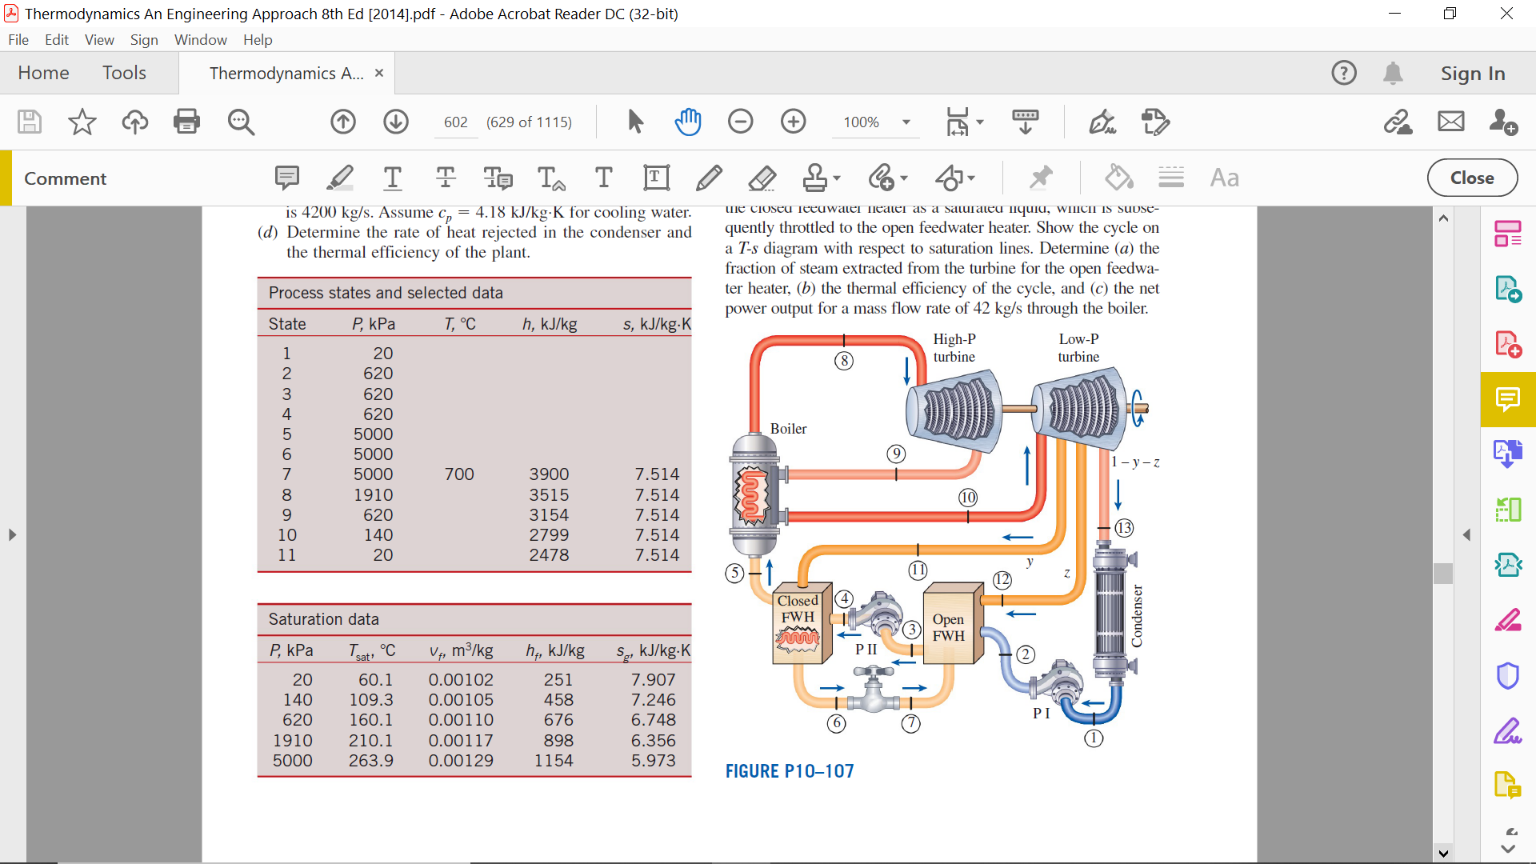 Thermodynamics An Engineering Approach 8th Ed [2014].pdf - Adobe Acrobat Reader DC (32-bit)
File Edit View Sign Window Help
Home Tools Thermodynamics A... × Sign In
602 (629 of 1115) 100%
Comment Close
is 4200 kg/s. Assume cp = 4.18 kJ/kg·K for cooling water.
(d) Determine the rate of heat rejected in the condenser and
the thermal efficiency of the plant.
Process states and selected data
State P, kPa T, °C h, kJ/kg s, kJ/kg·K
1 20
2 620
3 620
4 620
5 5000
6 5000
7 5000 700 3900 7.514
8 1910 3515 7.514
9 620 3154 7.514
10 140 2799 7.514
11 20 2478 7.514
Saturation data
P, kPa Tsat, °C vf, m³/kg hf, kJ/kg sg, kJ/kg·K
20 60.1 0.00102 251 7.907
140 109.3 0.00105 458 7.246
620 160.1 0.00110 676 6.748
1910 210.1 0.00117 898 6.356
5000 263.9 0.00129 1154 5.973
the closed feedwater heater as a saturated liquid, which is subse-
quently throttled to the open feedwater heater. Show the cycle on
a T-s diagram with respect to saturation lines. Determine (a) the
fraction of steam extracted from the turbine for the open feedwa-
ter heater, (b) the thermal efficiency of the cycle, and (c) the net
power output for a mass flow rate of 42 kg/s through the boiler.
High-P
turbine
Low-P
turbine
8
Boiler
9
1 – y – z
10
13
11
y
z
12
5
Closed
FWH
4
3
Open
FWH
Condenser
P II
2
6
7
P I
1
FIGURE P10–107